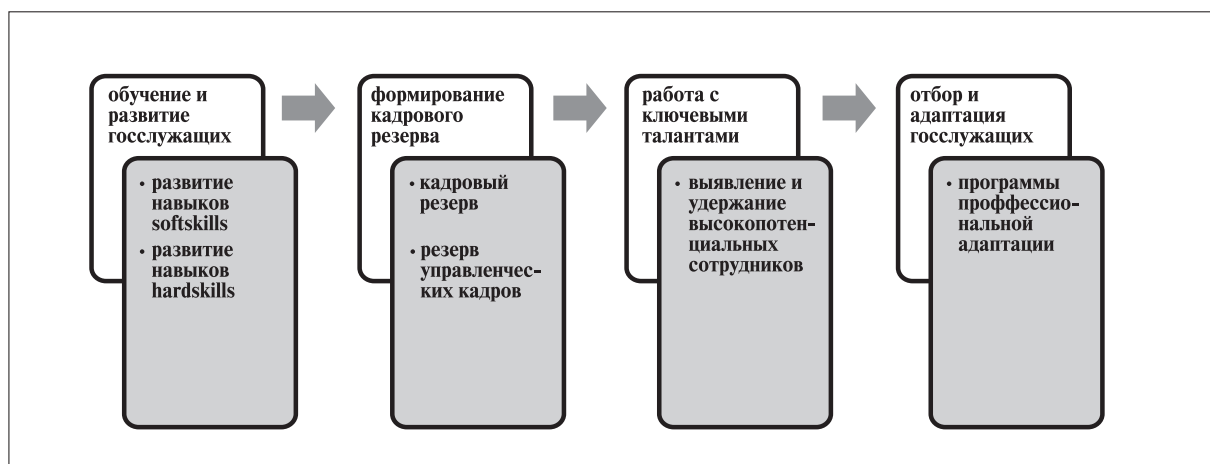 обучение и
развитие
госслужащих
• развитие
навыков
softskills
• развитие
навыков
hardskills
формирование
кадрового
резерва
• кадровый
резерв
• резерв
управленчес-
ких кадров
работа с
ключевыми
талантами
• выявление и
удержание
высокопотен-
циальных
сотрудников
отбор и
адаптация
госслужащих
• программы
проффессио-
нальной
адаптации